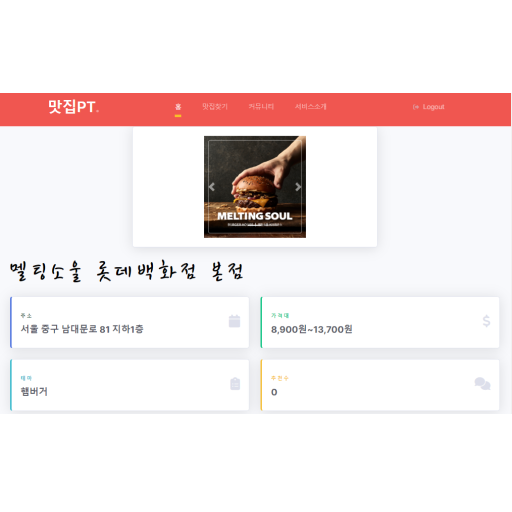 맛집PT.
홈 맛집찾기 커뮤니티 서비스소개 Logout
MELTING SOUL
멜팅소울 롯데백화점 본점
주소
서울 중구 남대문로 81 지하1층
가격대
8,900원~13,700원
테마
햄버거
추천수
0